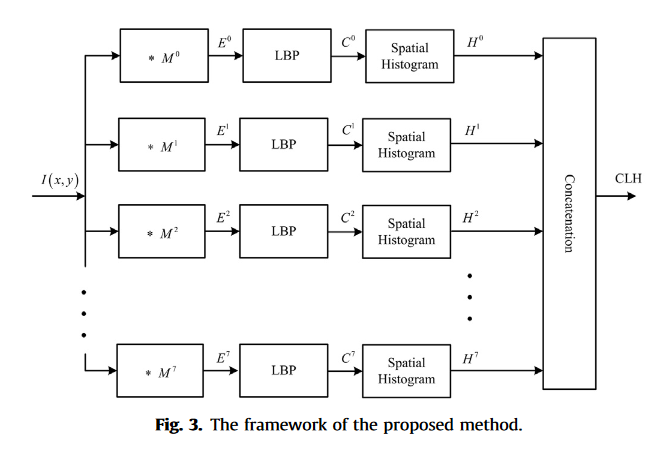 * M⁰ E⁰ LBP C⁰ Spatial Histogram H⁰
* M¹ E¹ LBP C¹ Spatial Histogram H¹
I(x,y)
* M² E² LBP C² Spatial Histogram H²
* M⁷ E⁷ LBP C⁷ Spatial Histogram H⁷
Concatenation
CLH
Fig. 3. The framework of the proposed method.